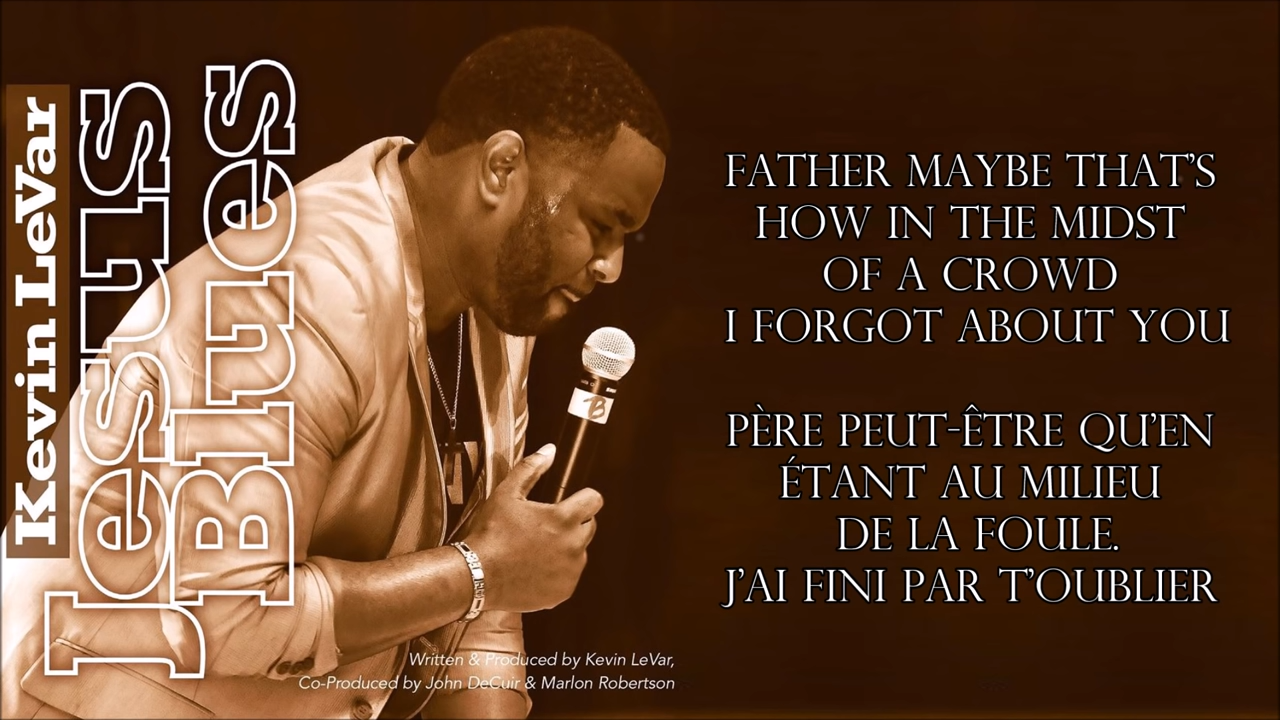 Kevin LeVar
Jesus
Blues
FATHER MAYBE THAT'S
HOW IN THE MIDST
OF A CROWD
I FORGOT ABOUT YOU
PÈRE PEUT-ÊTRE QU'EN
ÉTANT AU MILIEU
DE LA FOULE.
J'AI FINI PAR T'OUBLIER
Written & Produced by Kevin LeVar,
Co-Produced by John DeCuir & Marlon Robertson
B